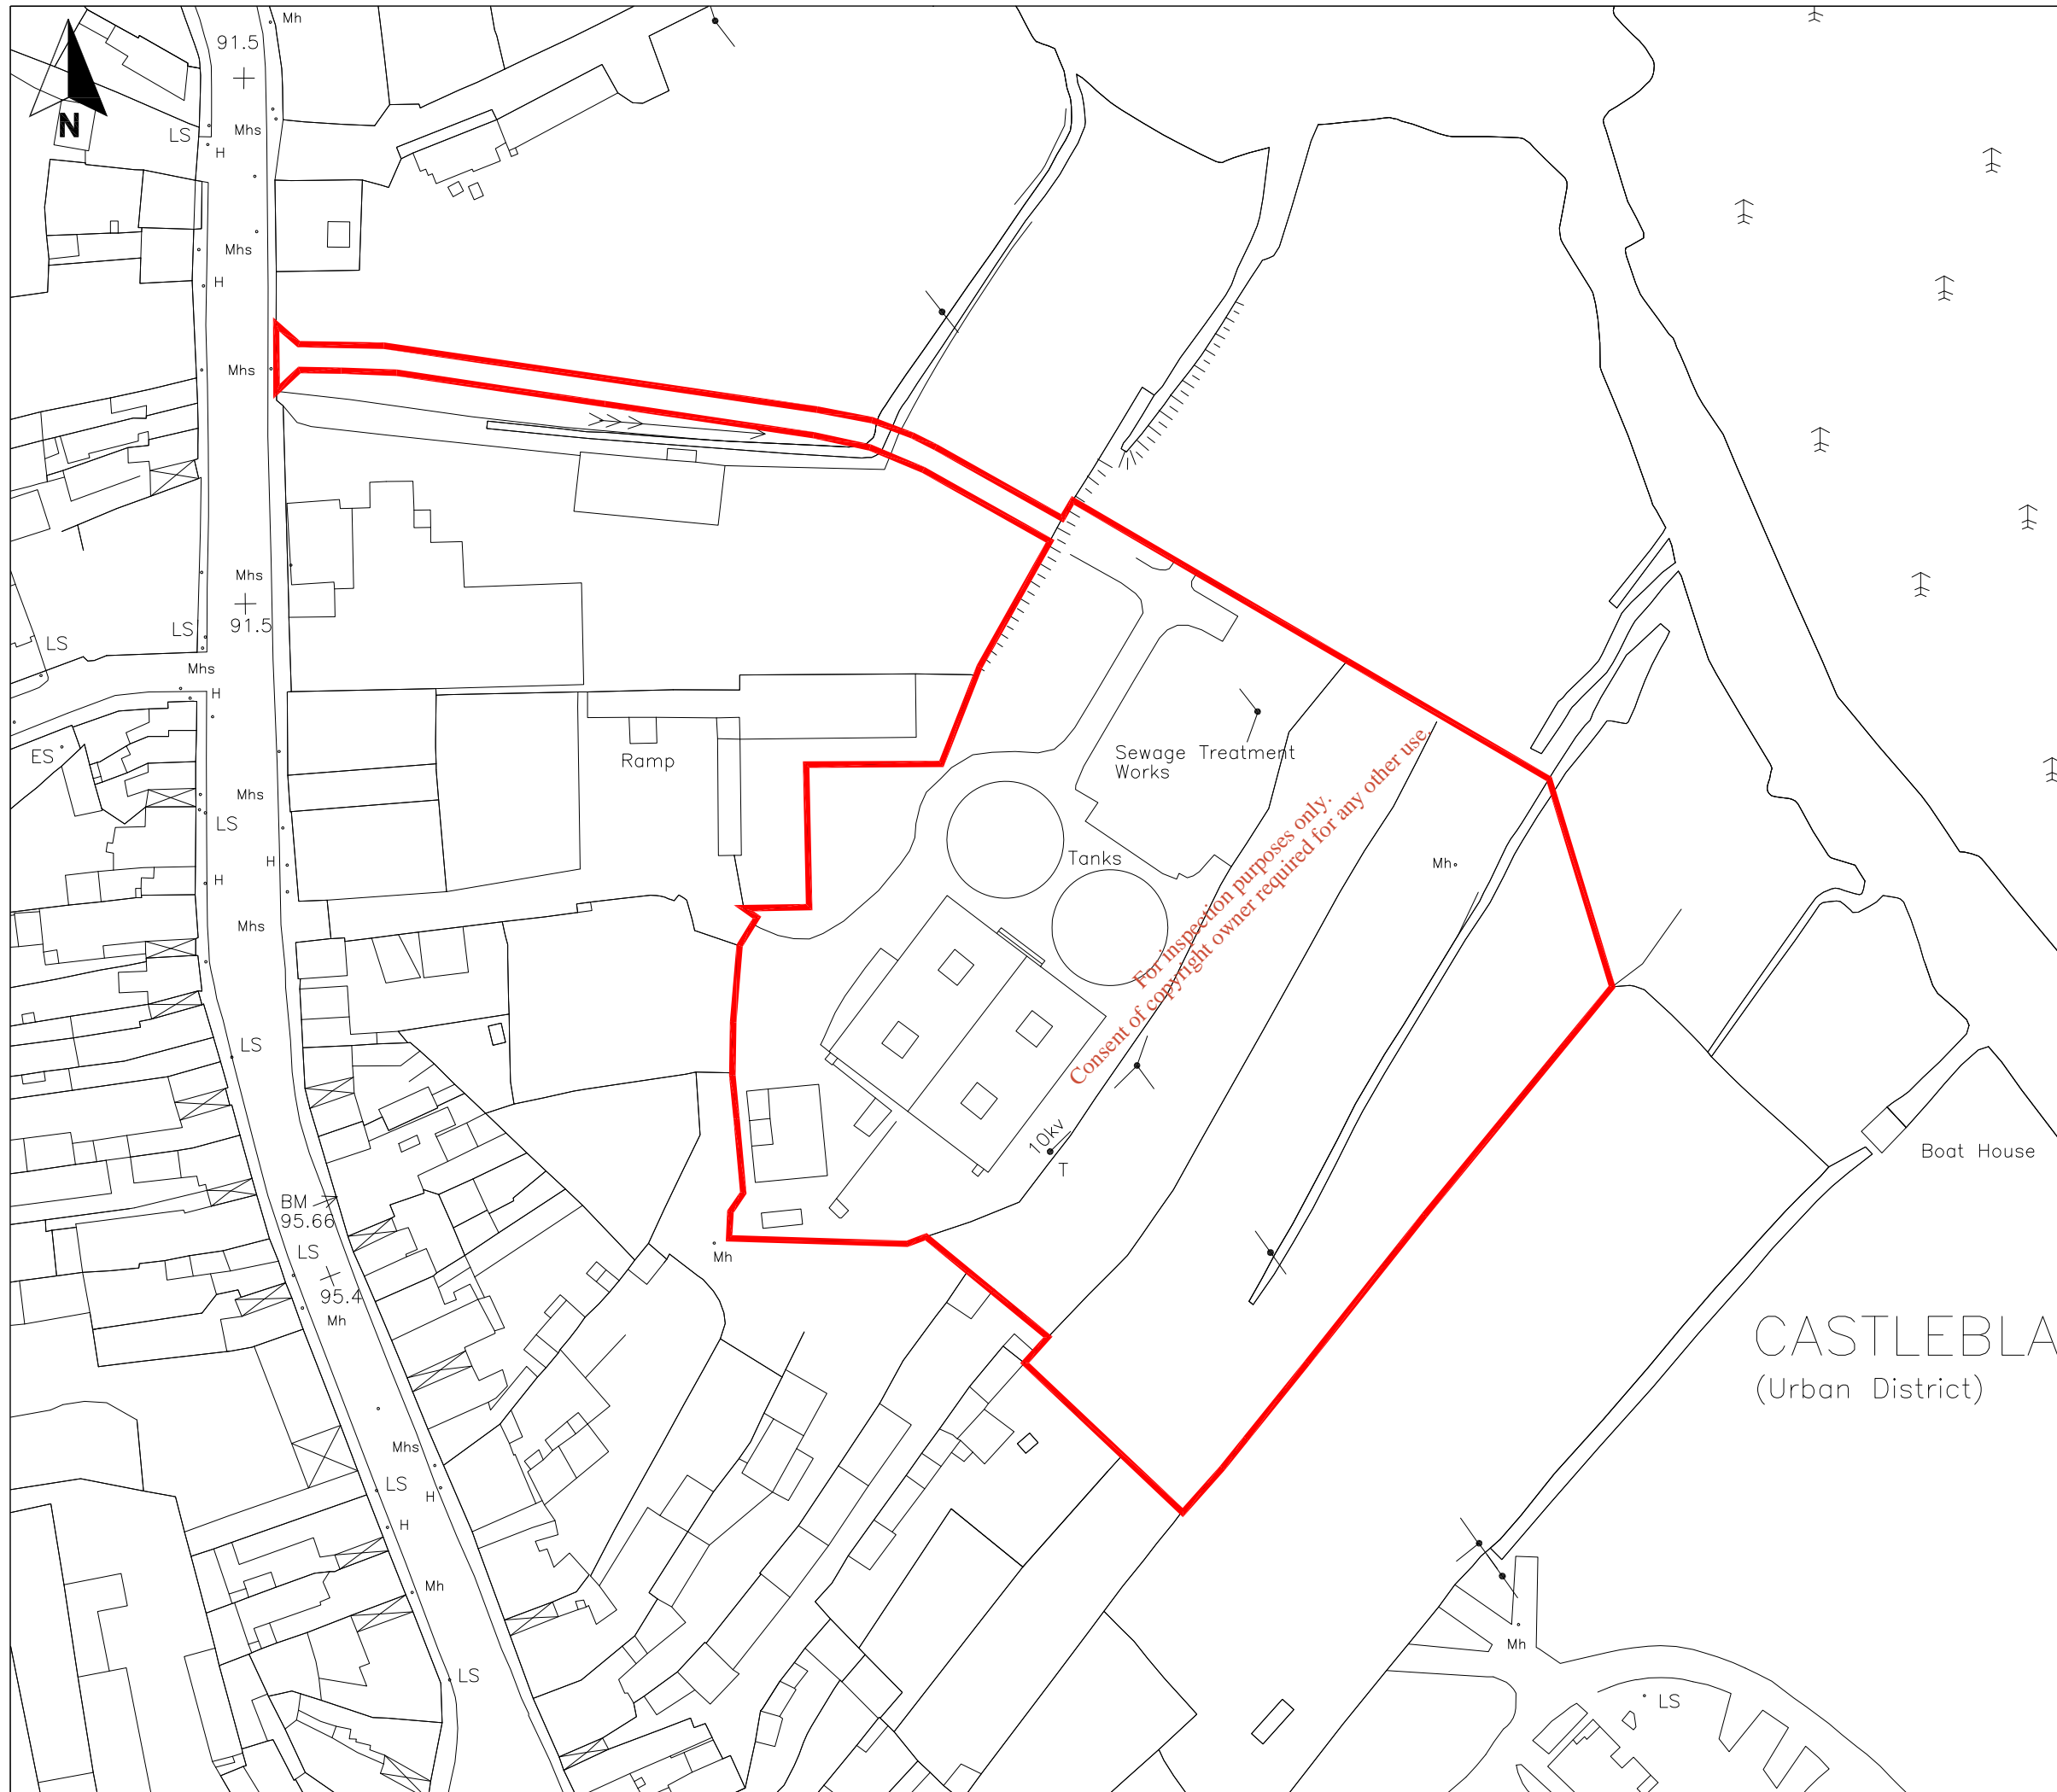 Mh
91.5
N
LS
Mhs
H
Mhs
H
Mhs
Mhs
91.5
LS
LS
Mhs
H
ES
Ramp
Sewage Treatment
Works
Mhs
LS
H
Tanks
Mh
H
Mhs
For inspection purposes only.
Consent of copyright owner required for any other use.
LS
10kv
T
Boat House
BM
95.66
LS
Mh
95.4
Mh
CASTLEBLA
(Urban District)
Mhs
LS
H
H
Mh
Mh
LS
LS